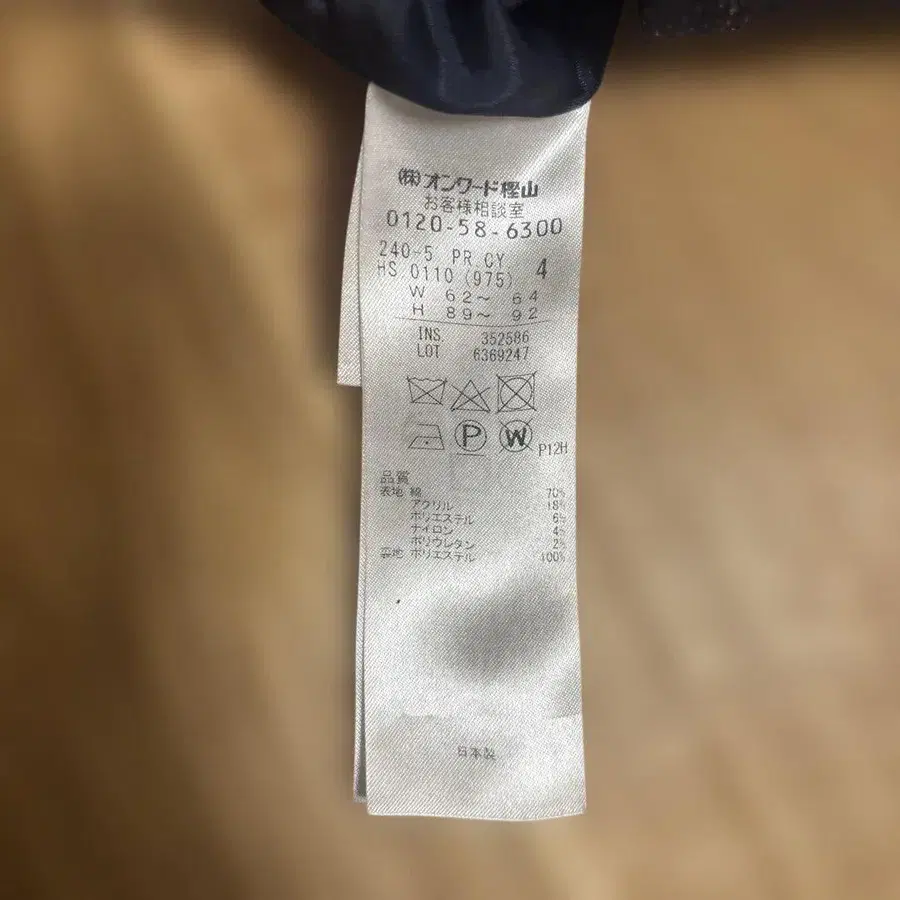 (株)オンワード樫山
お客様相談室
0120-58-6300
240-5 PR CY
HS 0110 (975) 4
W 62～ 64
H 89～ 92
INS. 352586
LOT 6369247
P
W
P12H
品質
表地 綿 70%
アクリル 18%
ポリエステル 6%
ナイロン 4%
ポリウレタン 2%
裏地 ポリエステル 100%
日本製